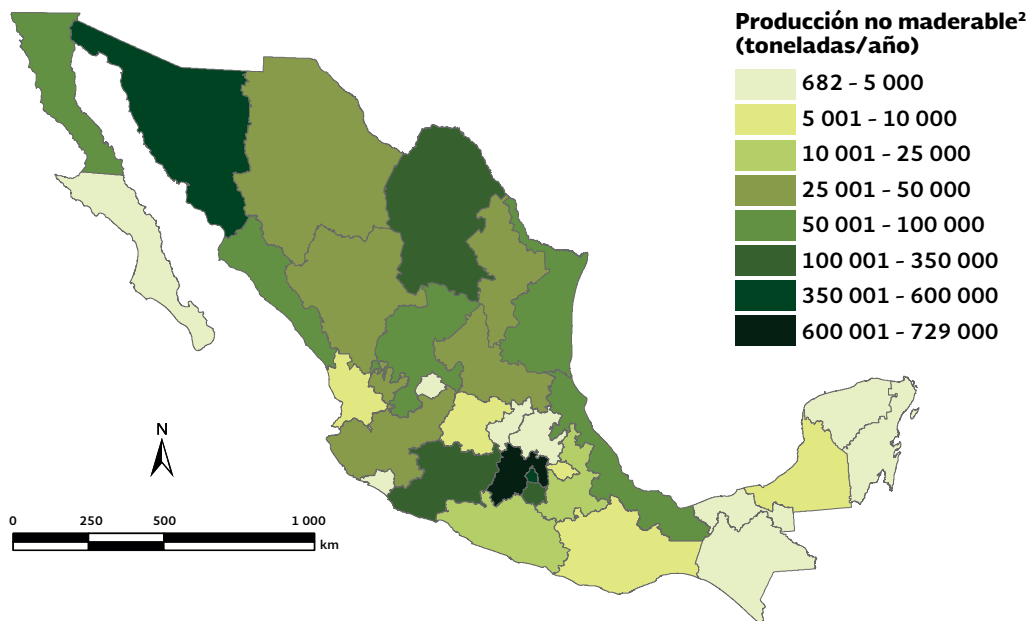 Producción no maderable²
(toneladas/año)
682 - 5 000
5 001 - 10 000
10 001 - 25 000
25 001 - 50 000
50 001 - 100 000
100 001 - 350 000
350 001 - 600 000
600 001 - 729 000
N
0 250 500 1 000
km